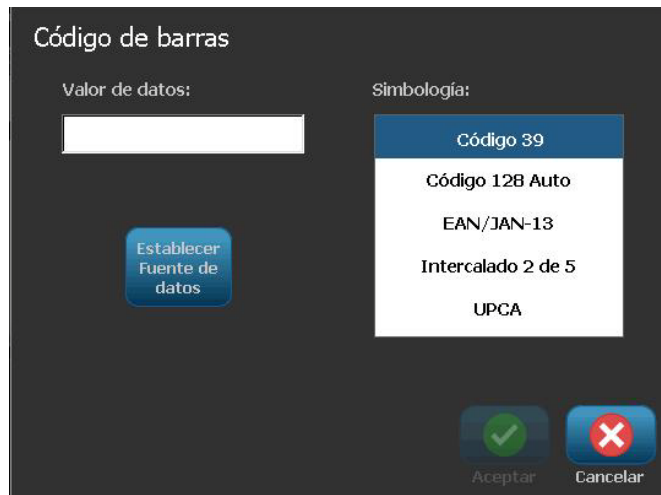 Código de barras
Valor de datos:
Simbología:
Código 39
Código 128 Auto
EAN/JAN-13
Intercalado 2 de 5
UPCA
Establecer
Fuente de
datos
Aceptar
Cancelar